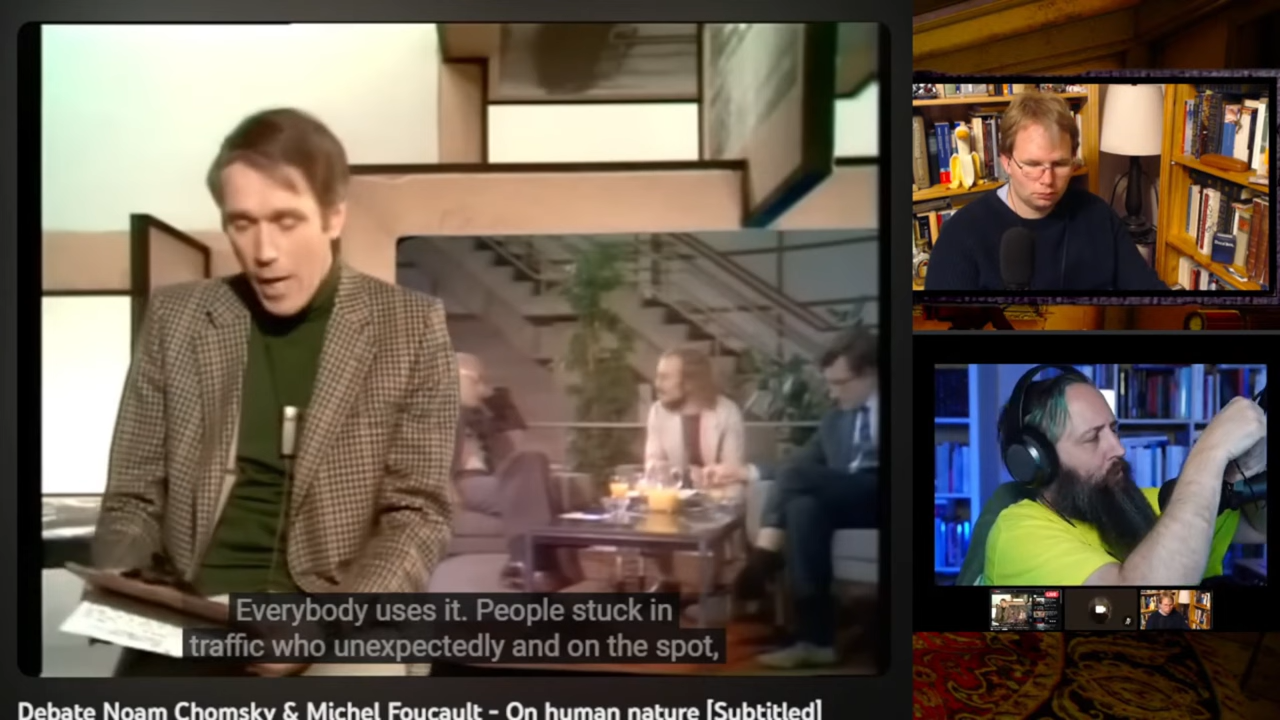 Everybody uses it. People stuck in
traffic who unexpectedly and on the spot,
Debate Noam Chomsky & Michel Foucault - On human nature [Subtitled]